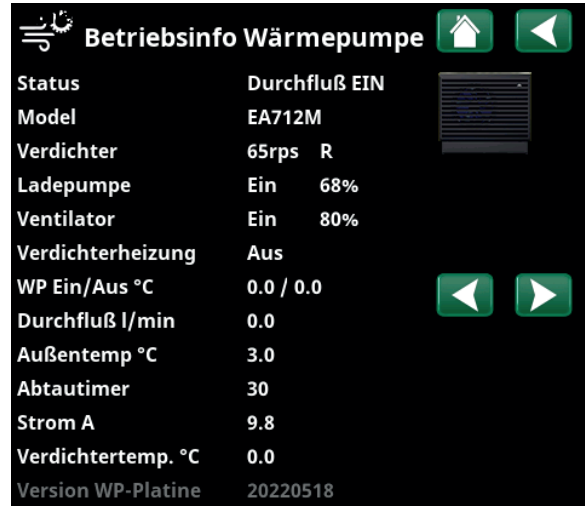 Betriebsinfo Wärmepumpe
Status Durchfluß EIN
Model EA712M
Verdichter 65rps R
Ladepumpe Ein 68%
Ventilator Ein 80%
Verdichterheizung Aus
WP Ein/Aus °C 0.0 / 0.0
Durchfluß l/min 0.0
Außentemp °C 3.0
Abtautimer 30
Strom A 9.8
Verdichtertemp. °C 0.0
Version WP-Platine 20220518